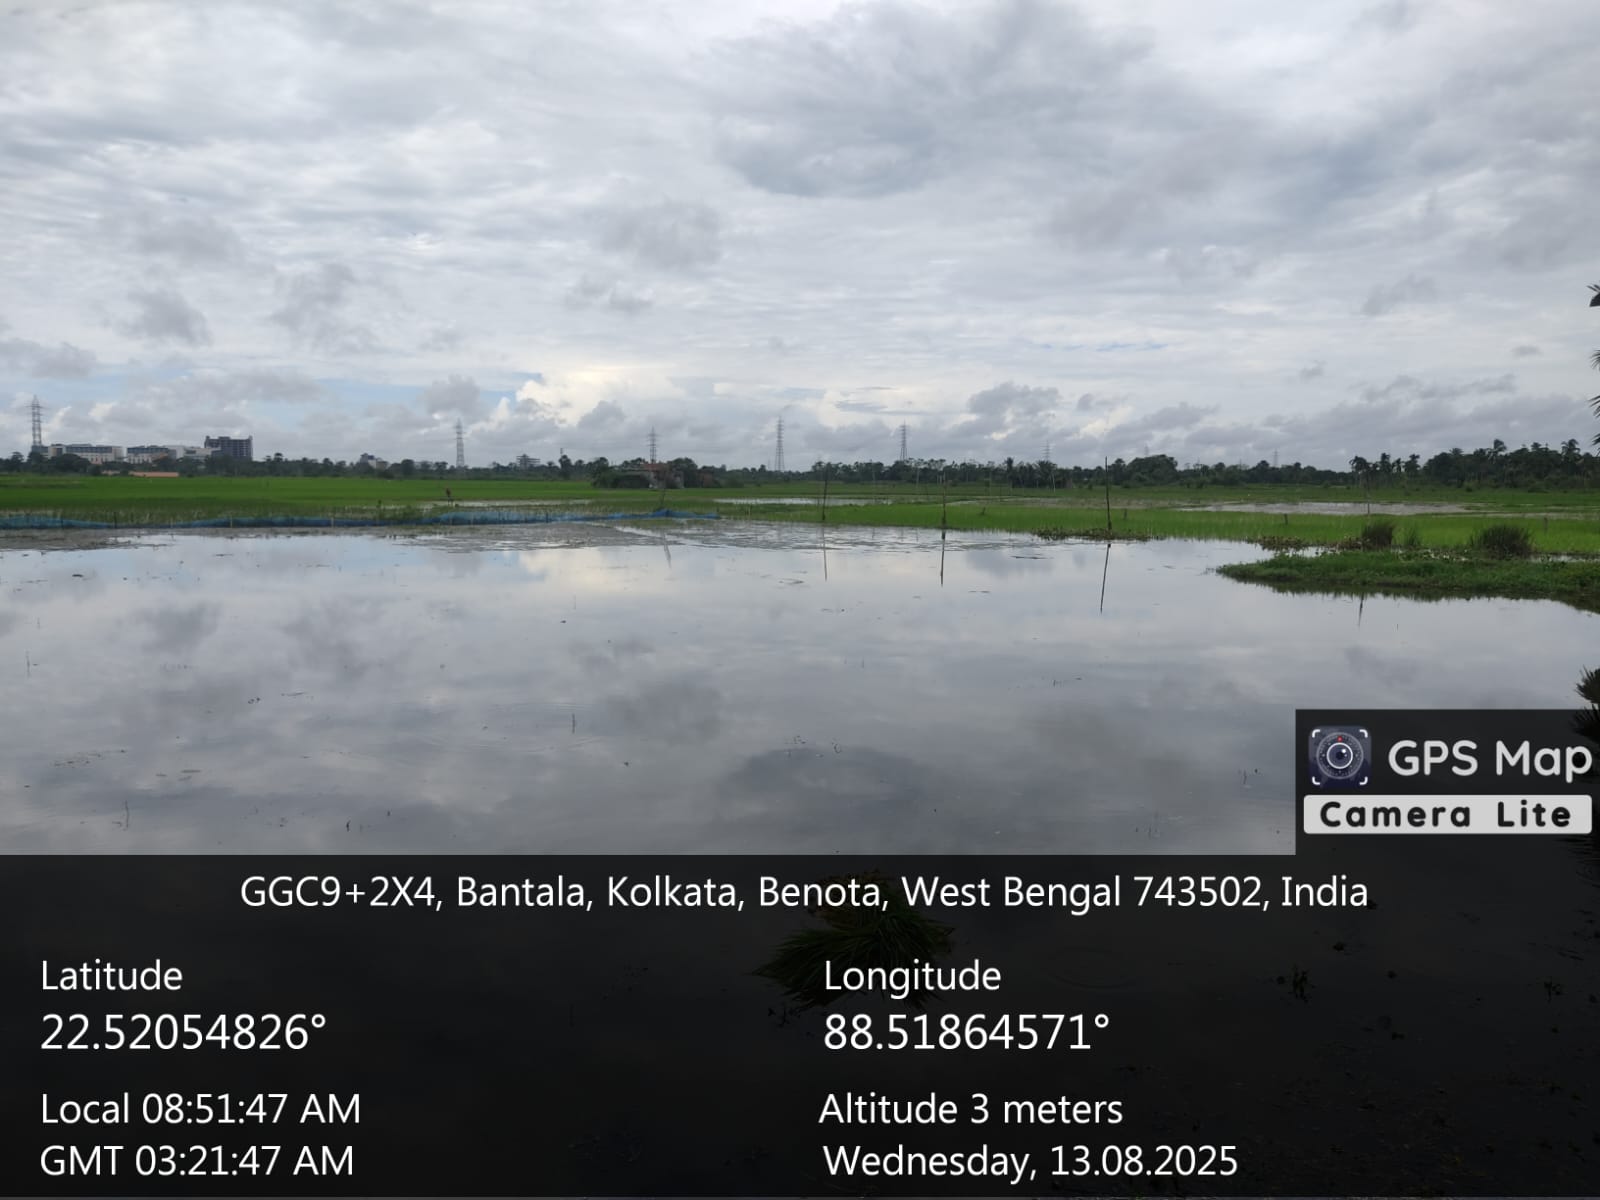 GPS Map
Camera Lite
GGC9+2X4, Bantala, Kolkata, Benota, West Bengal 743502, India
Latitude
22.52054826°
Longitude
88.51864571°
Local 08:51:47 AM
GMT 03:21:47 AM
Altitude 3 meters
Wednesday, 13.08.2025